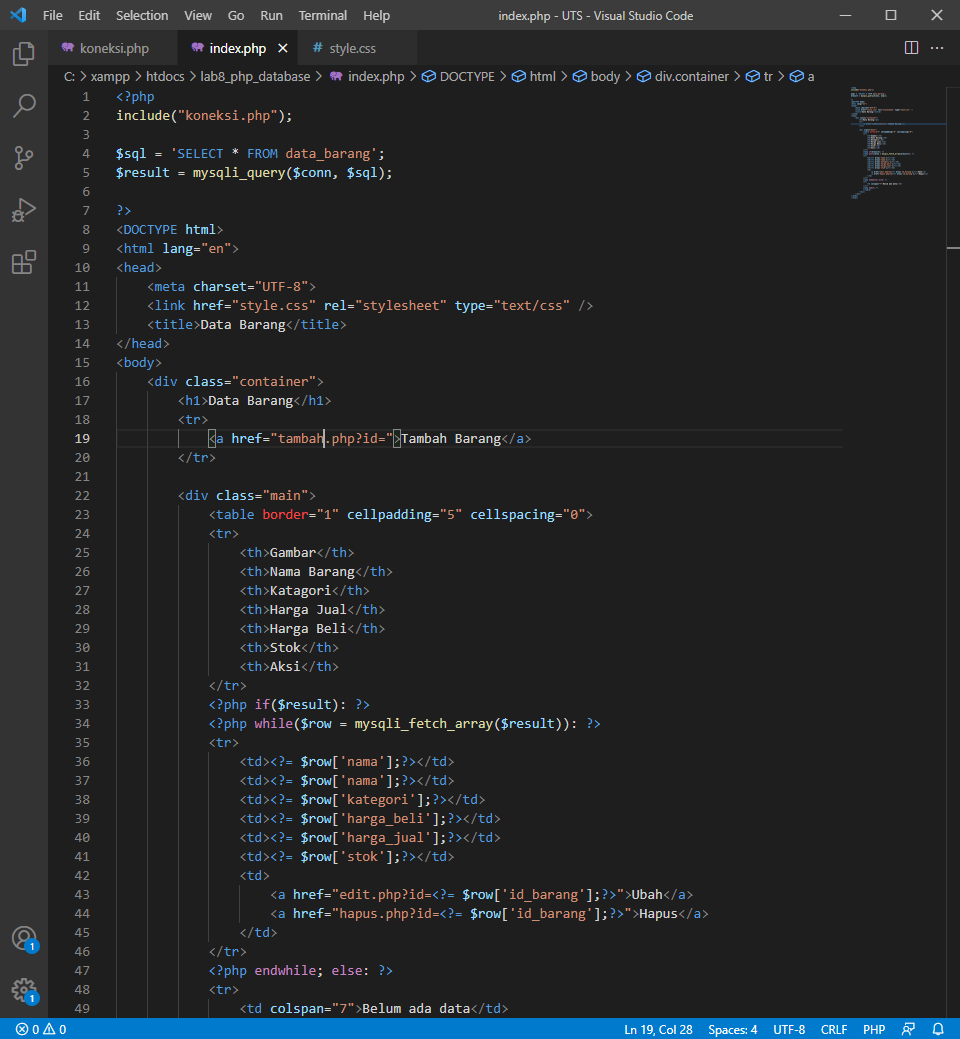 File Edit Selection View Go Run Terminal Help index.php - UTS - Visual Studio Code
koneksi.php index.php style.css
C: > xampp > htdocs > lab8_php_database > index.php > DOCTYPE > html > body > div.container > tr > a
1 <?php
2 include("koneksi.php");
3
4 $sql = 'SELECT * FROM data_barang';
5 $result = mysqli_query($conn, $sql);
6
7 ?>
8 <DOCTYPE html>
9 <html lang="en">
10 <head>
11 <meta charset="UTF-8">
12 <link href="style.css" rel="stylesheet" type="text/css" />
13 <title>Data Barang</title>
14 </head>
15 <body>
16 <div class="container">
17 <h1>Data Barang</h1>
18 <tr>
19 <a href="tambah.php?id=">Tambah Barang</a>
20 </tr>
21
22 <div class="main">
23 <table border="1" cellpadding="5" cellspacing="0">
24 <tr>
25 <th>Gambar</th>
26 <th>Nama Barang</th>
27 <th>Katagori</th>
28 <th>Harga Jual</th>
29 <th>Harga Beli</th>
30 <th>Stok</th>
31 <th>Aksi</th>
32 </tr>
33 <?php if($result): ?>
34 <?php while($row = mysqli_fetch_array($result)): ?>
35 <tr>
36 <td><?= $row['nama'];?></td>
37 <td><?= $row['nama'];?></td>
38 <td><?= $row['kategori'];?></td>
39 <td><?= $row['harga_beli'];?></td>
40 <td><?= $row['harga_jual'];?></td>
41 <td><?= $row['stok'];?></td>
42 <td>
43 <a href="edit.php?id=<?= $row['id_barang'];?>">Ubah</a>
44 <a href="hapus.php?id=<?= $row['id_barang'];?>">Hapus</a>
45 </td>
46 </tr>
47 <?php endwhile; else: ?>
48 <tr>
49 <td colspan="7">Belum ada data</td>
1
1
0 0 Ln 19, Col 28 Spaces: 4 UTF-8 CRLF PHP